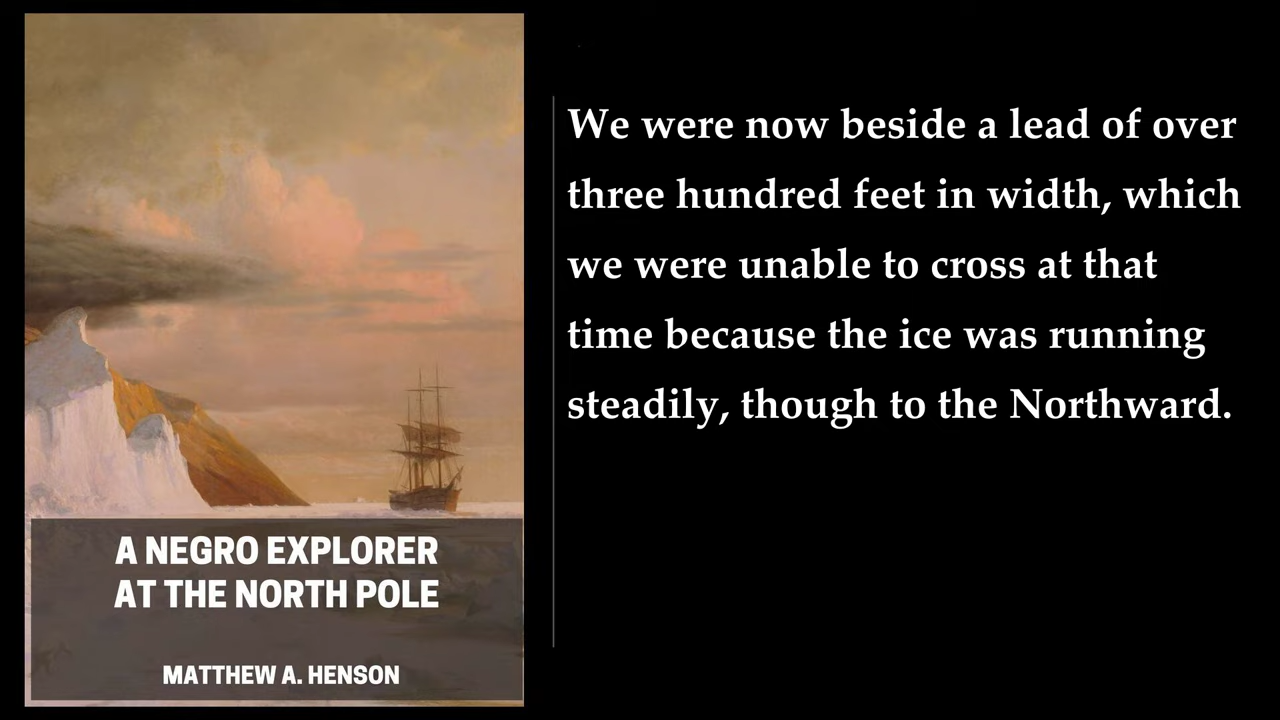 We were now beside a lead of over
three hundred feet in width, which
we were unable to cross at that
time because the ice was running
steadily, though to the Northward.
A NEGRO EXPLORER
AT THE NORTH POLE
MATTHEW A. HENSON